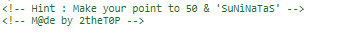 <!-- Hint : Make your point to 50 & 'SuNiNaTaS' -->
<!-- M@de by 2theT0P -->